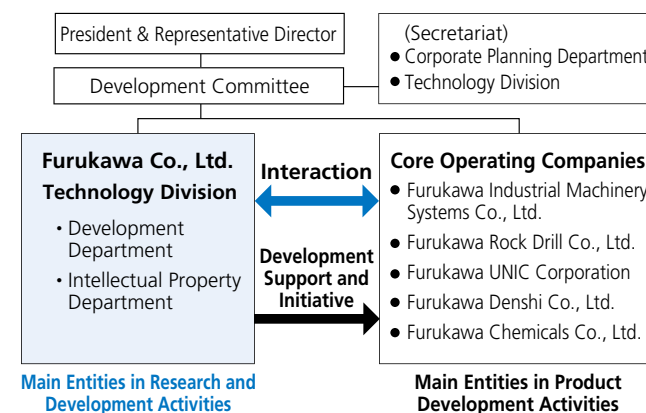 President & Representative Director
Development Committee
(Secretariat)
● Corporate Planning Department
● Technology Division
Furukawa Co., Ltd.
Technology Division
・Development
Department
・Intellectual Property
Department
Interaction
Development
Support and
Initiative
Core Operating Companies
● Furukawa Industrial Machinery
Systems Co., Ltd.
● Furukawa Rock Drill Co., Ltd.
● Furukawa UNIC Corporation
● Furukawa Denshi Co., Ltd.
● Furukawa Chemicals Co., Ltd.
Main Entities in Research and
Development Activities
Main Entities in Product
Development Activities